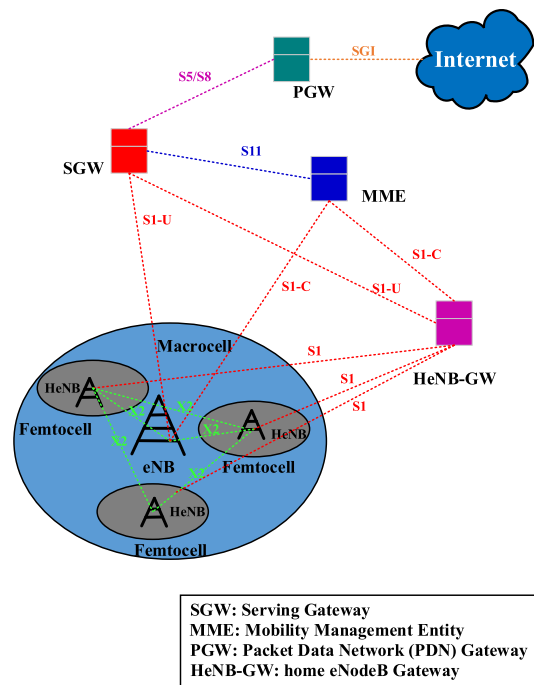 SGI
Internet
S5/S8
PGW
S11
SGW
MME
S1-U
S1-C
S1-C
S1-U
Macrocell
S1
HeNB-GW
HeNB
S1
X2
X2
S1
Femtocell
X2
HeNB
X2
eNB
Femtocell
X2
HeNB
Femtocell
SGW: Serving Gateway
MME: Mobility Management Entity
PGW: Packet Data Network (PDN) Gateway
HeNB-GW: home eNodeB Gateway